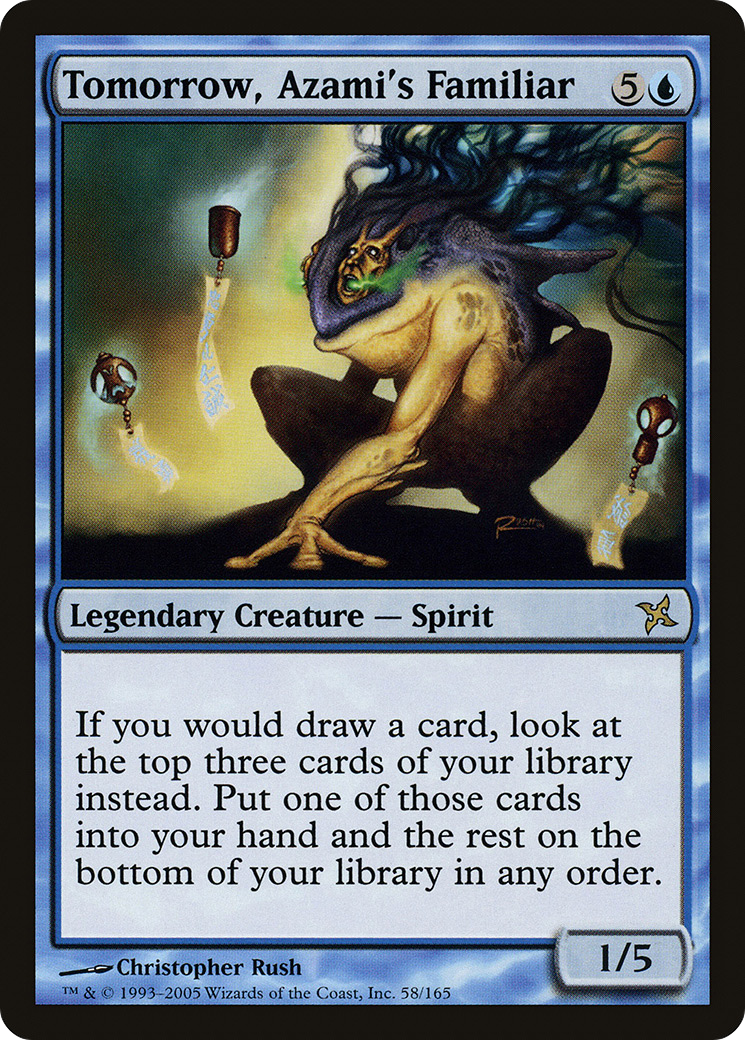 Tomorrow, Azami's Familiar 5
Legendary Creature — Spirit
If you would draw a card, look at
the top three cards of your library
instead. Put one of those cards
into your hand and the rest on the
bottom of your library in any order.
1/5
Christopher Rush
™ & © 1993–2005 Wizards of the Coast, Inc. 58/165